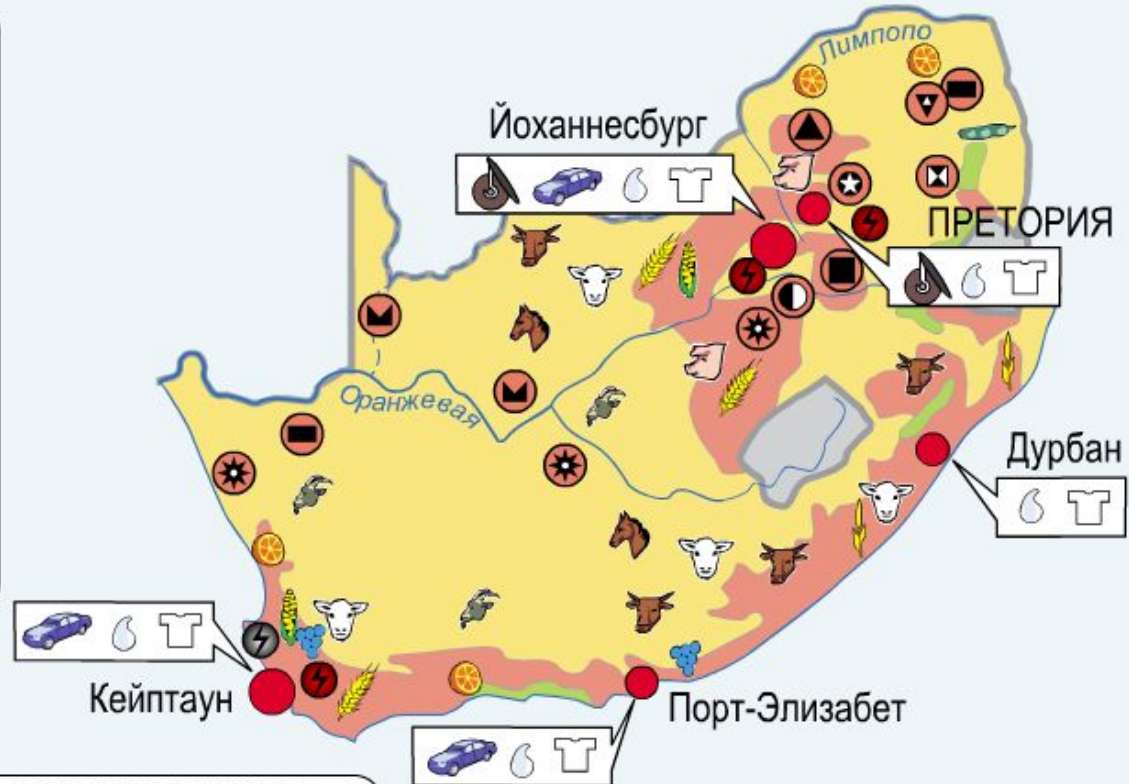 Лимпопо
Йоханнесбург
ПРЕТОРИЯ
Оранжевая
Дурбан
Кейптаун
Порт-Элизабет